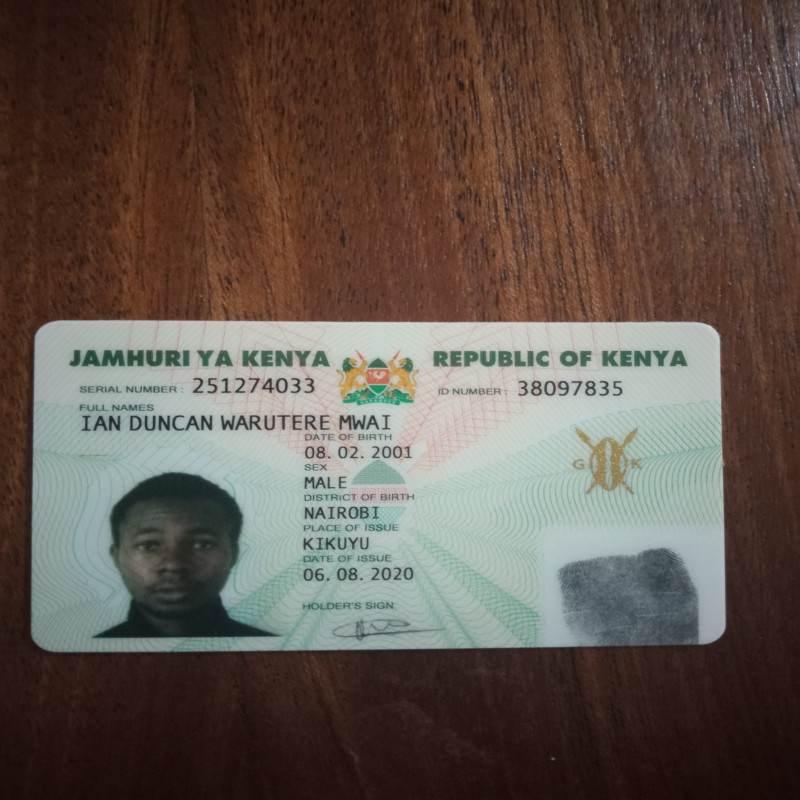 JAMHURI YA KENYA REPUBLIC OF KENYA
SERIAL NUMBER : 251274033 ID NUMBER : 38097835
FULL NAMES
IAN DUNCAN WARUTERE MWAI
DATE OF BIRTH
08. 02. 2001
SEX
MALE
DISTRICT OF BIRTH
NAIROBI
PLACE OF ISSUE
KIKUYU
DATE OF ISSUE
06. 08. 2020
HOLDER'S SIGN
G K